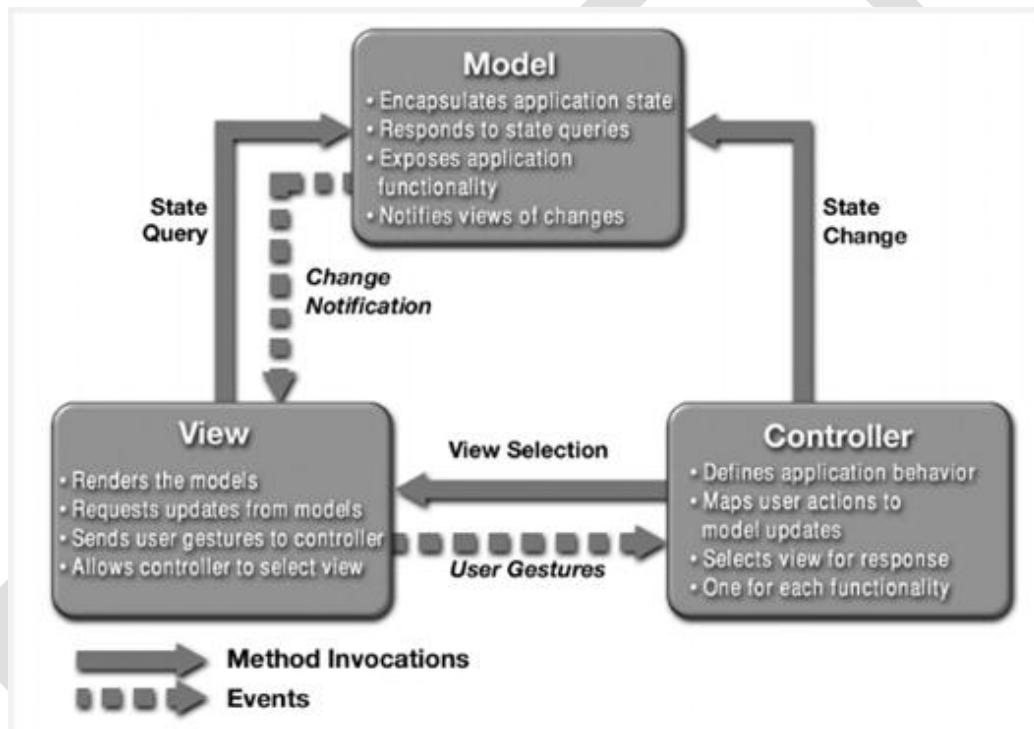 Model
• Encapsulates application state
• Responds to state queries
• Exposes application
functionality
• Notifies views of changes
State
Query
Change
Notification
State
Change
View
• Renders the models
• Requests updates from models
• Sends user gestures to controller
• Allows controller to select view
View Selection
User Gestures
Controller
• Defines application behavior
• Maps user actions to
model updates
• Selects view for response
• One for each functionality
Method Invocations
Events